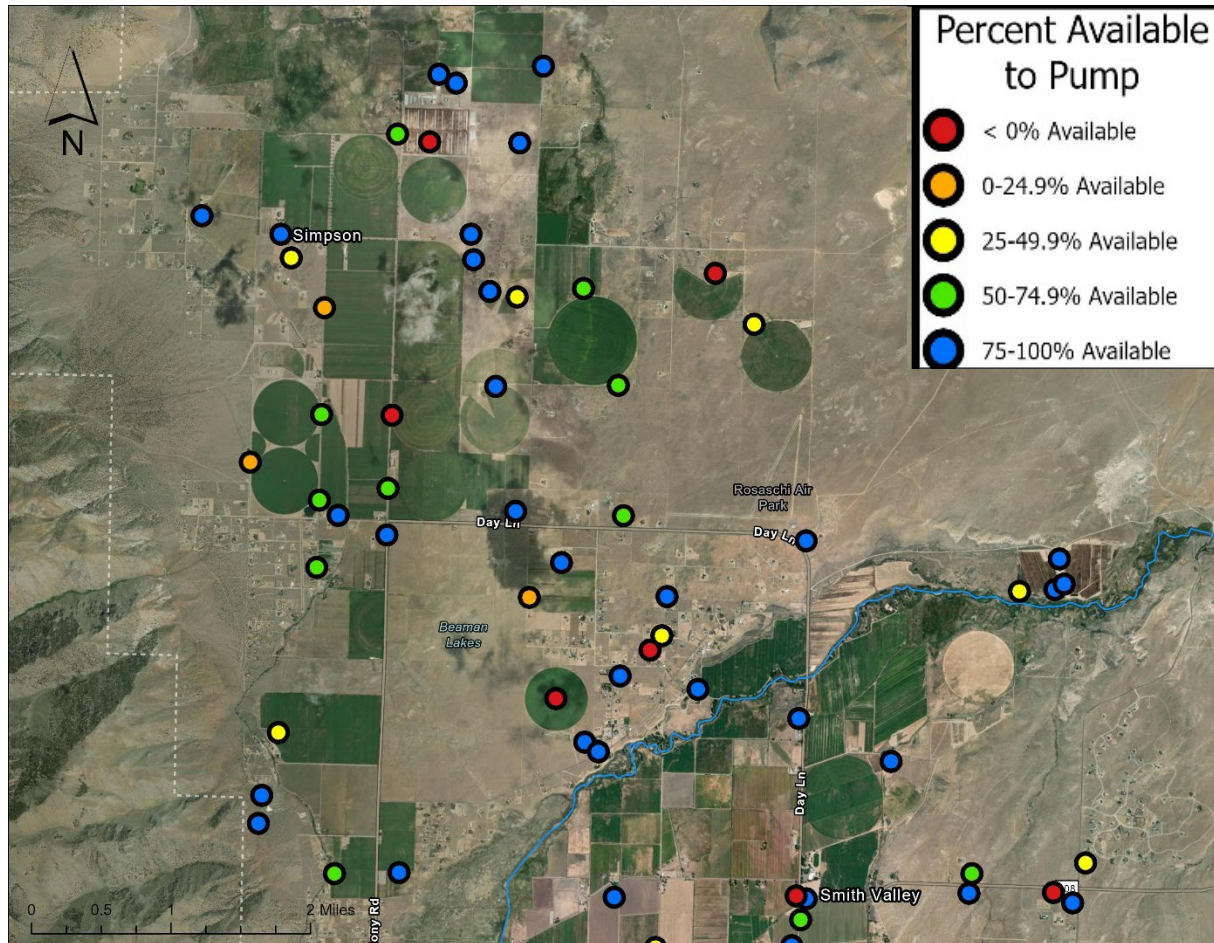 Percent Available
to Pump
< 0% Available
0-24.9% Available
25-49.9% Available
50-74.9% Available
75-100% Available
N
Simpson
Rosaschi Air
Park
Day Ln
Day Ln
Beaman
Lakes
Day Ln
Smith Valley
0 0.5 1 2 Miles